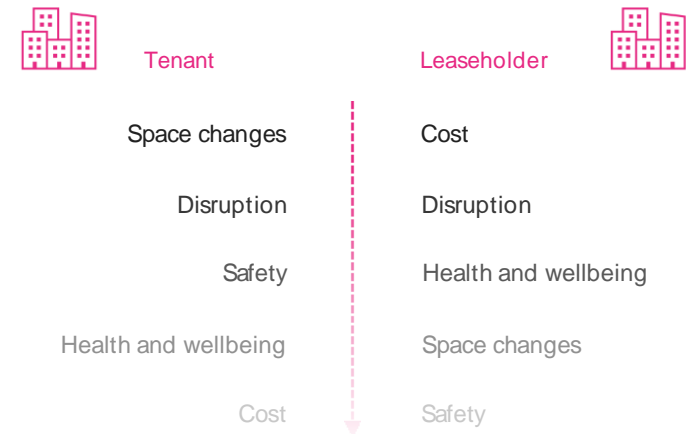 Tenant Leaseholder
Space changes Cost
Disruption Disruption
Safety Health and wellbeing
Health and wellbeing Space changes
Cost Safety